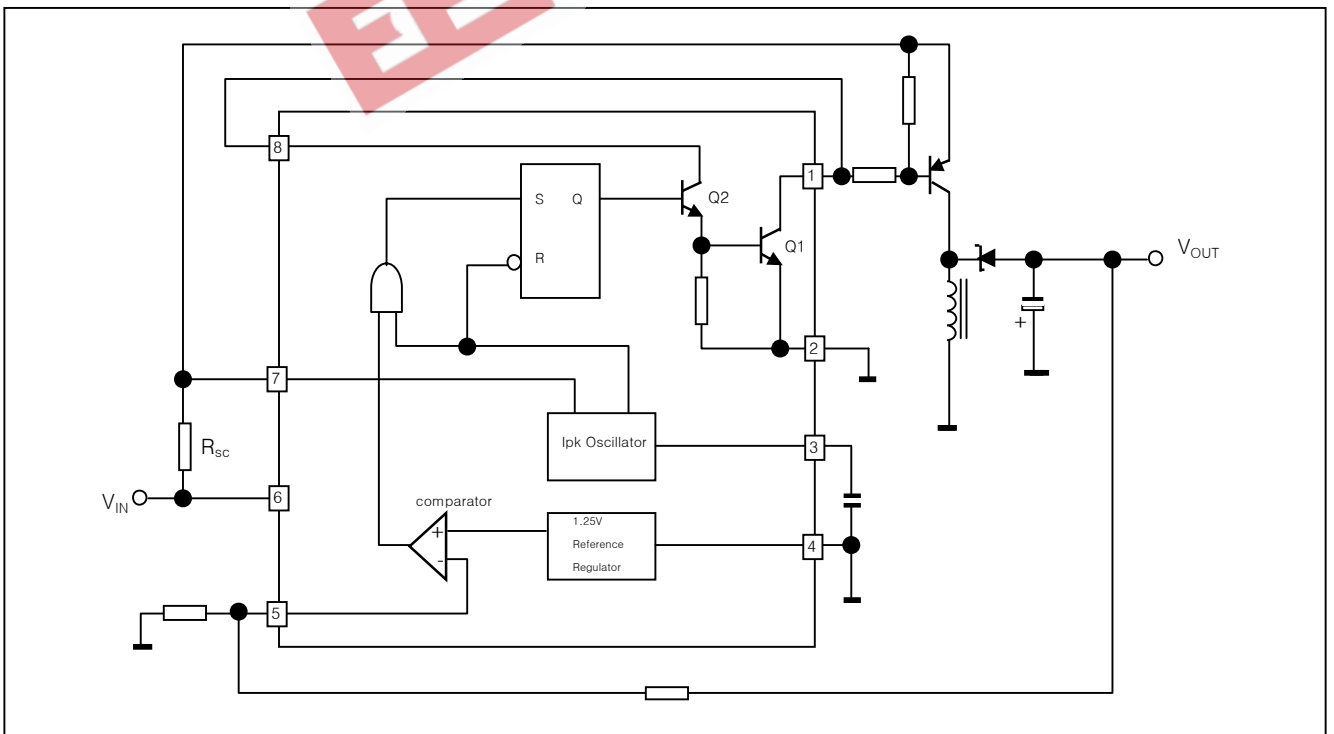 8
1
S Q
Q2
R
Q1
VOUT
2
7
Ipk Oscillator
3
Rsc
VIN
6
comparator
+
-
1.25V
Reference
Regulator
4
5
+